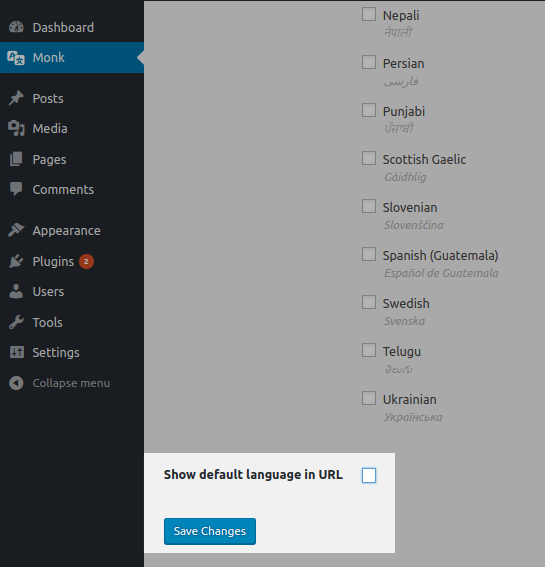 Dashboard
Monk
Posts
Media
Pages
Comments
Appearance
Plugins 2
Users
Tools
Settings
Collapse menu
Nepali
नेपाली
Persian
فارسی
Punjabi
ਪੰਜਾਬੀ
Scottish Gaelic
Gàidhlig
Slovenian
Slovenščina
Spanish (Guatemala)
Español de Guatemala
Swedish
Svenska
Telugu
తెలుగు
Ukrainian
Українська
Show default language in URL
Save Changes